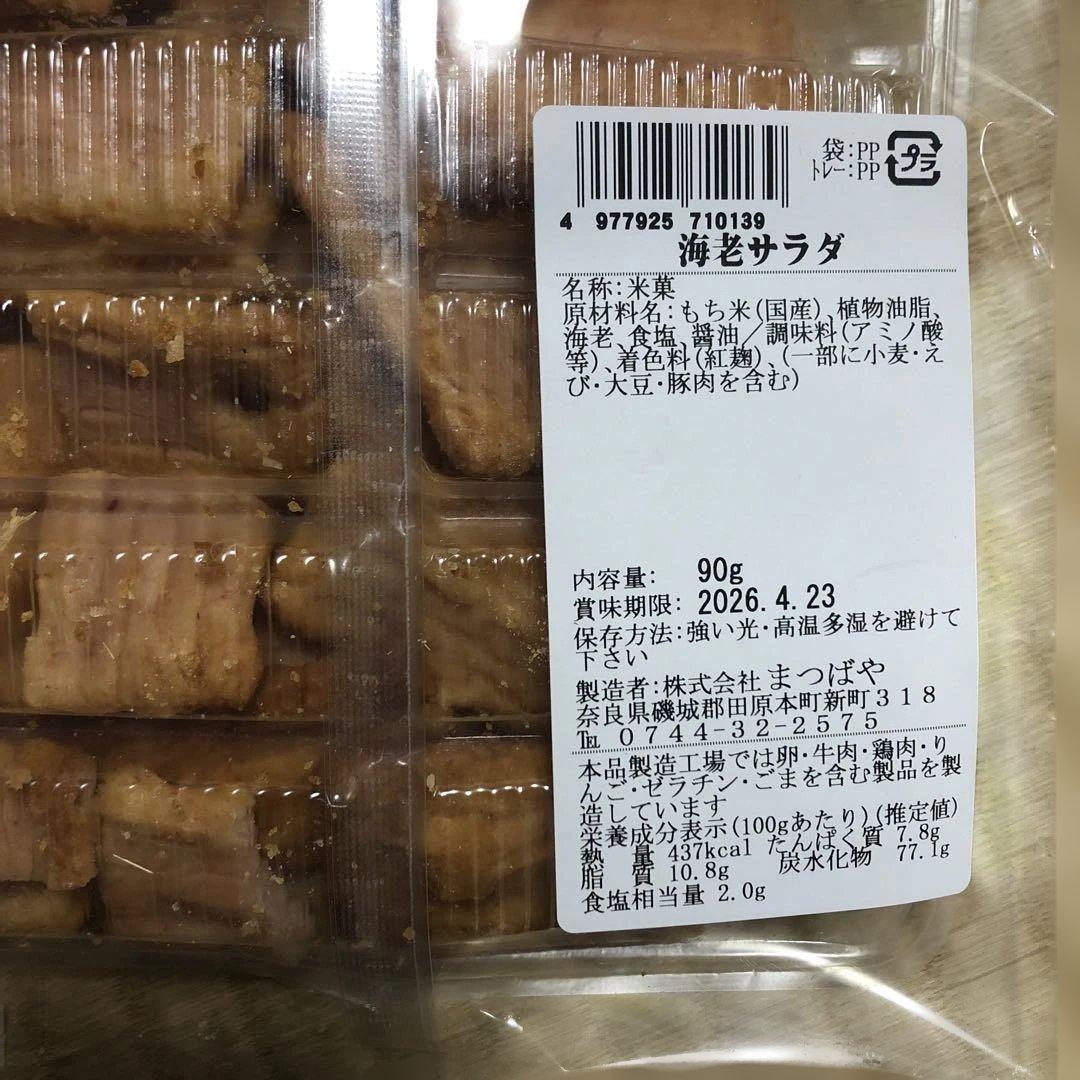 袋:PP
トレー:PP
プラ
4 977925 710139
海老サラダ
名称:米菓
原材料名:もち米(国産)、植物油脂、
海老、食塩、醤油/調味料(アミノ酸
等)、着色料(紅麹)、(一部に小麦・え
び・大豆・豚肉を含む)
内容量: 90g
賞味期限: 2026.4.23
保存方法:強い光・高温多湿を避けて
下さい
製造者:株式会社 まつばや
奈良県磯城郡田原本町新町318
℡ 0744-32-2575
本品製造工場では卵・牛肉・鶏肉・り
んご・ゼラチン・ごまを含む製品を製
造しています
栄養成分表示(100gあたり)(推定値)
熱 量 437kcal たんぱく質 7.8g
脂 質 10.8g 炭水化物 77.1g
食塩相当量 2.0g